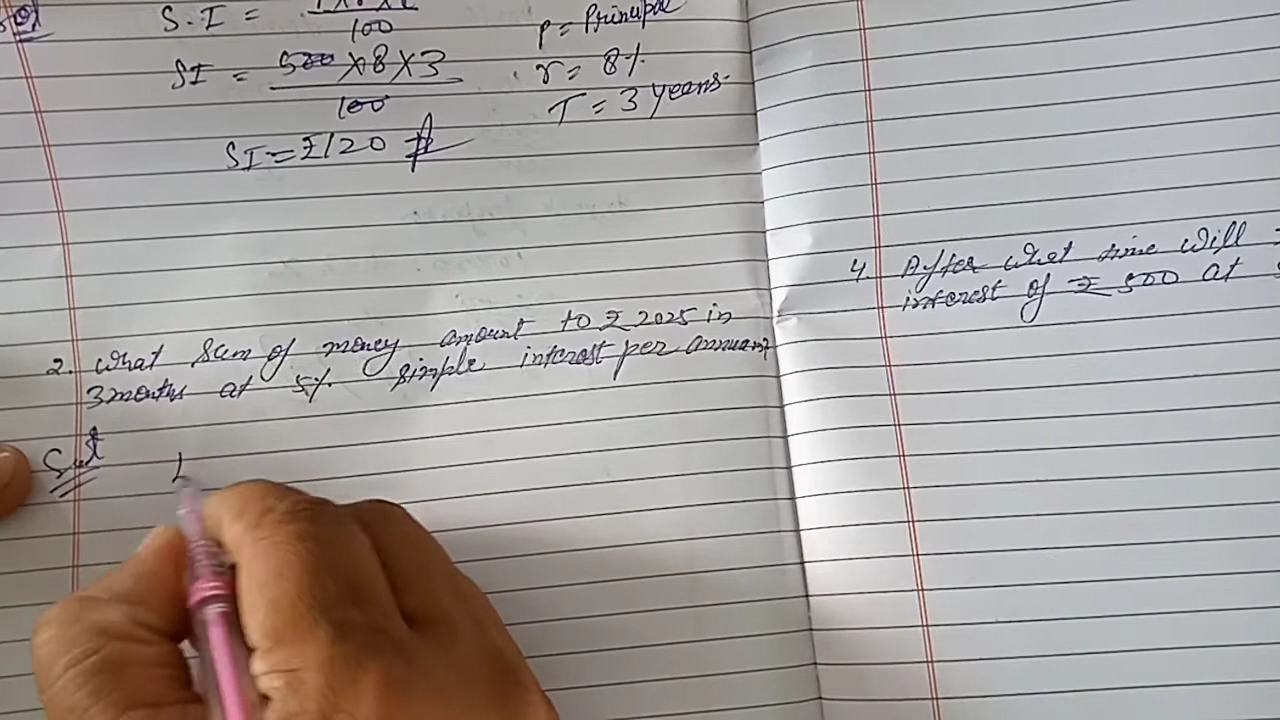 Sol
S.I =
100
SI = 500 × 8 × 3
100
SI = ₹120
P = Principal
r = 8%
T = 3 years
2. What sum of money amount to ₹ 2025 in
3 months at 5% simple interest per annum?
Sol
4. After what time will
interest of ₹ 500 at